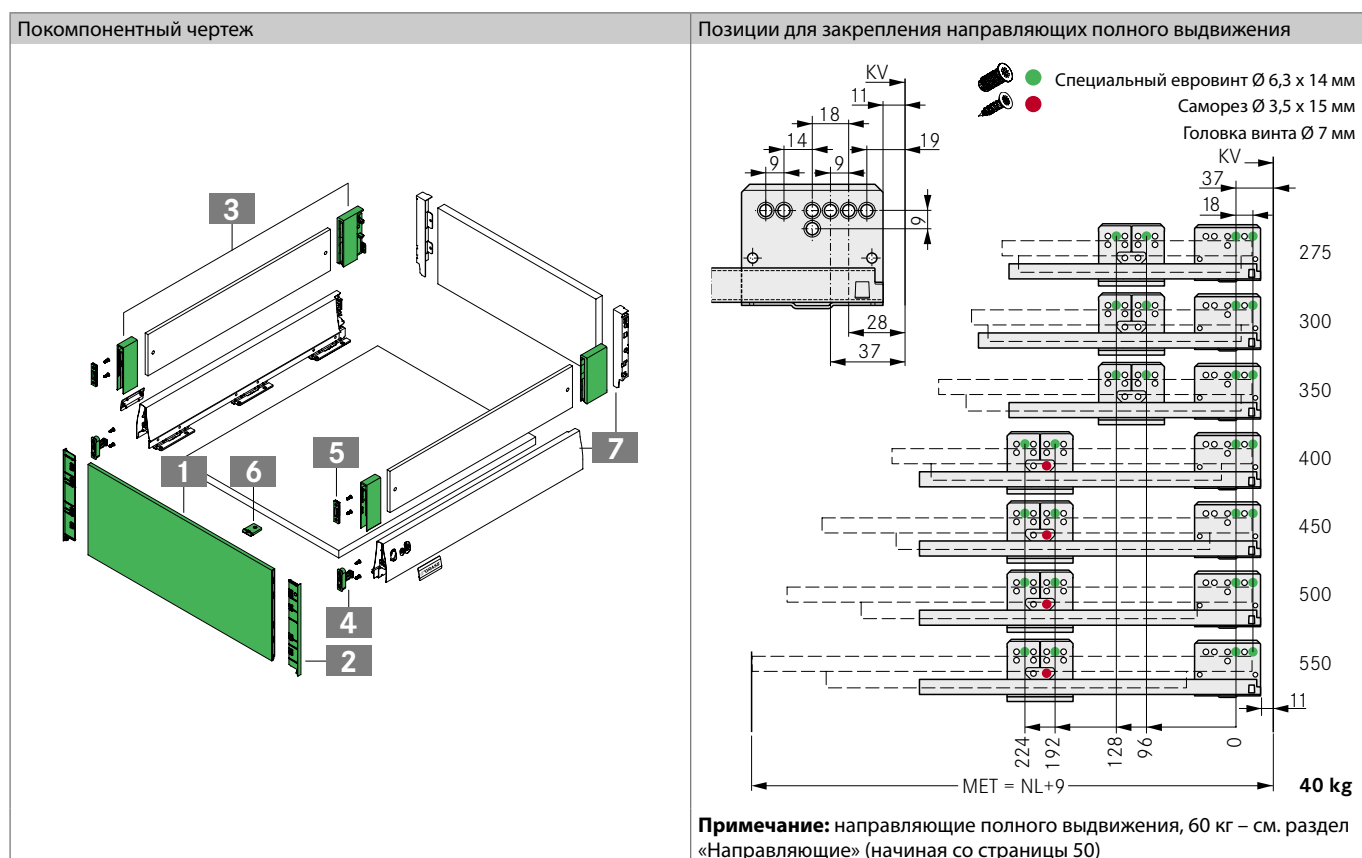 Покомпонентный чертеж
3
1
6
5
7
4
2
Позиции для закрепления направляющих полного выдвижения
Специальный евровинт Ø 6,3 x 14 мм
Саморез Ø 3,5 x 15 мм
Головка винта Ø 7 мм
KV
11
18
14
19
9
9
9
28
37
KV
37
18
275
300
350
400
450
500
550
11
224
192
128
96
0
MET = NL+9
40 kg
Примечание: направляющие полного выдвижения, 60 кг – см. раздел
«Направляющие» (начиная со страницы 50)